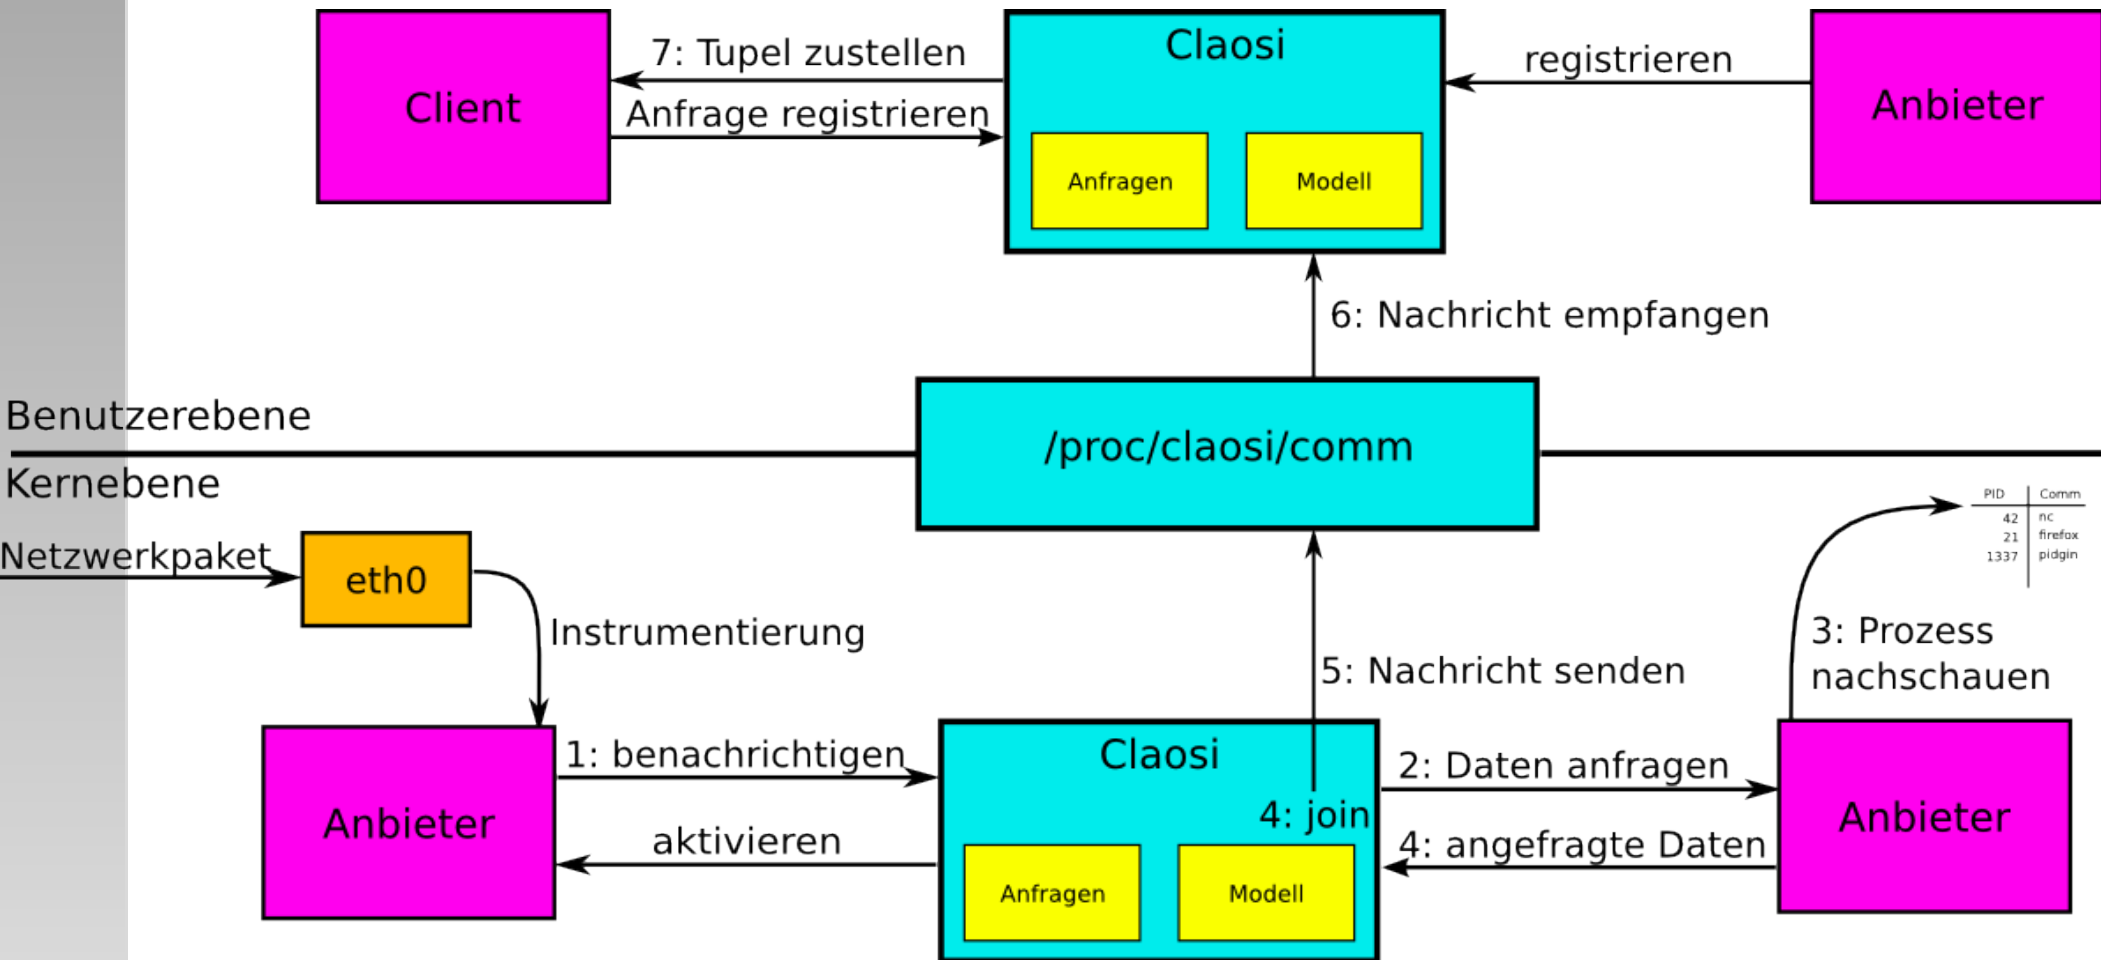 7: Tupel zustellen
Client
Anfrage registrieren
Claosi
Anfragen
Modell
registrieren
Anbieter
6: Nachricht empfangen
Benutzerebene
/proc/claosi/comm
Kernebene
Netzwerkpaket
eth0
Instrumentierung
PID Comm
42 nc
21 firefox
1337 pidgin
3: Prozess
nachschauen
5: Nachricht senden
1: benachrichtigen
Anbieter
aktivieren
Claosi
4: join
Anfragen
Modell
2: Daten anfragen
4: angefragte Daten
Anbieter